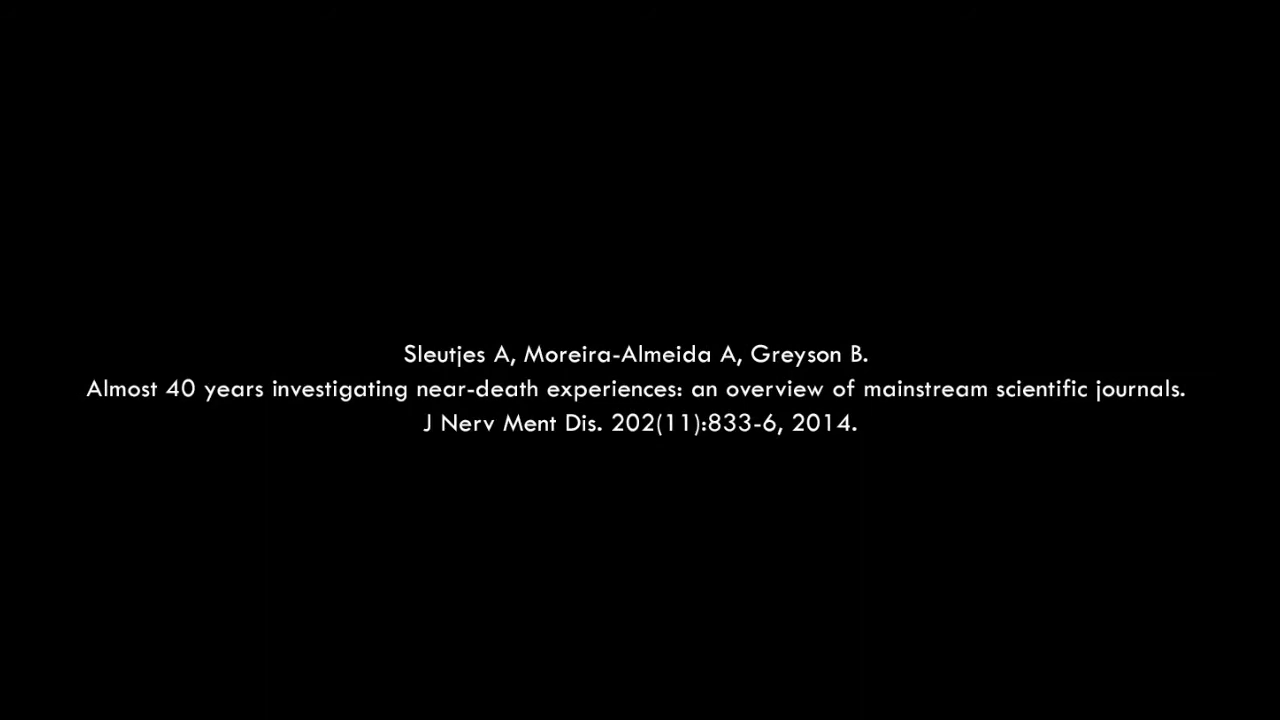 Sleutjes A, Moreira-Almeida A, Greyson B.
Almost 40 years investigating near-death experiences: an overview of mainstream scientific journals.
J Nerv Ment Dis. 202(11):833-6, 2014.